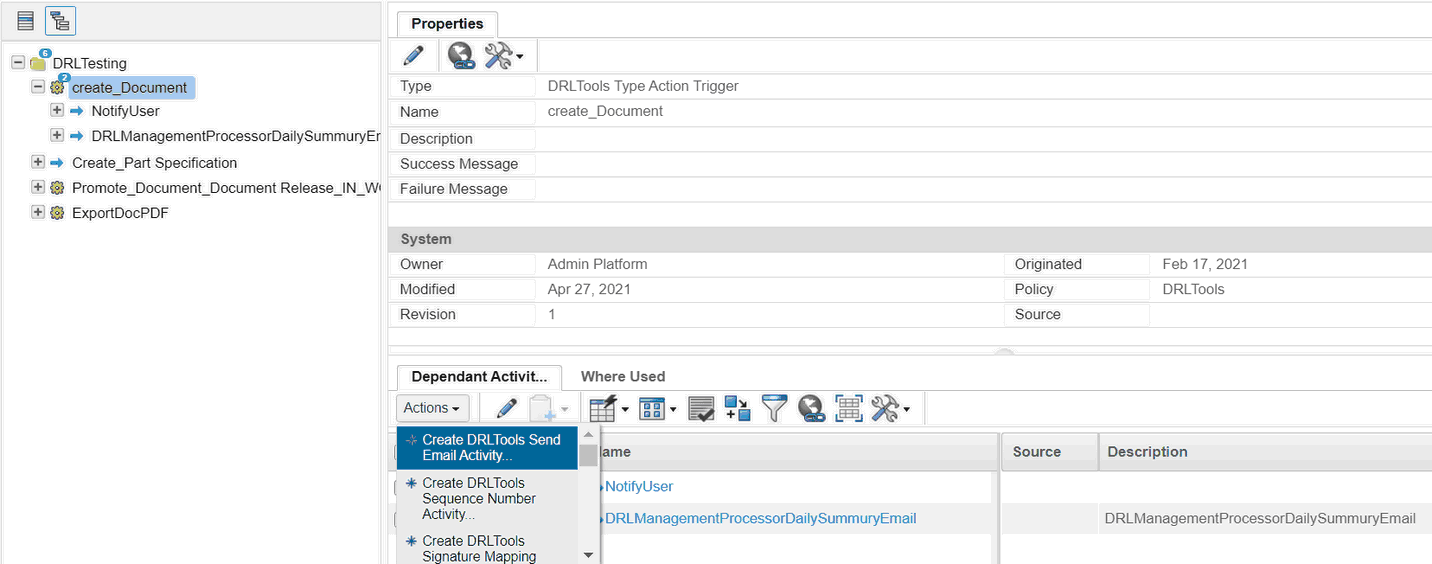 6
DRLTesting
2
create_Document
NotifyUser
DRLManagementProcessorDailySummuryEr
Create_Part Specification
Promote_Document_Document Release_IN_WO
ExportDocPDF
Properties
Type DRLTools Type Action Trigger
Name create_Document
Description
Success Message
Failure Message
System
Owner Admin Platform Originated Feb 17, 2021
Modified Apr 27, 2021 Policy DRLTools
Revision 1 Source
Dependant Activit... Where Used
Actions
Create DRLTools Send
Email Activity...
Create DRLTools
Sequence Number
Activity...
Create DRLTools
Signature Mapping
ame Source Description
NotifyUser
DRLManagementProcessorDailySummuryEmail DRLManagementProcessorDailySummuryEmail